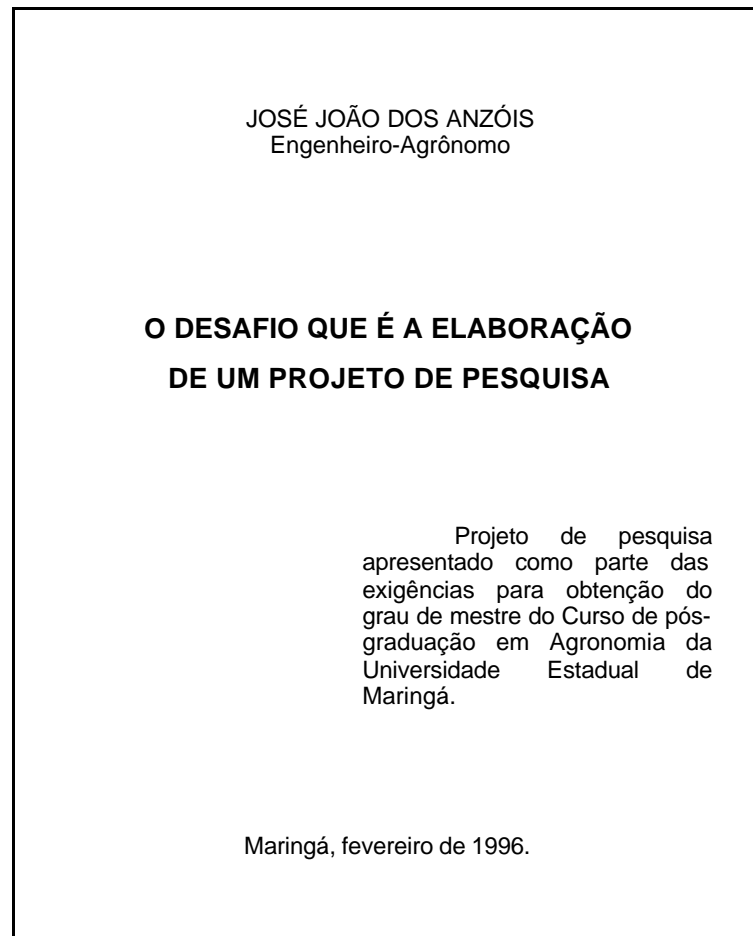 JOSÉ JOÃO DOS ANZÓIS
Engenheiro-Agrônomo
O DESAFIO QUE É A ELABORAÇÃO
DE UM PROJETO DE PESQUISA
Projeto de pesquisa
apresentado como parte das
exigências para obtenção do
grau de mestre do Curso de pós-
graduação em Agronomia da
Universidade Estadual de
Maringá.
Maringá, fevereiro de 1996.